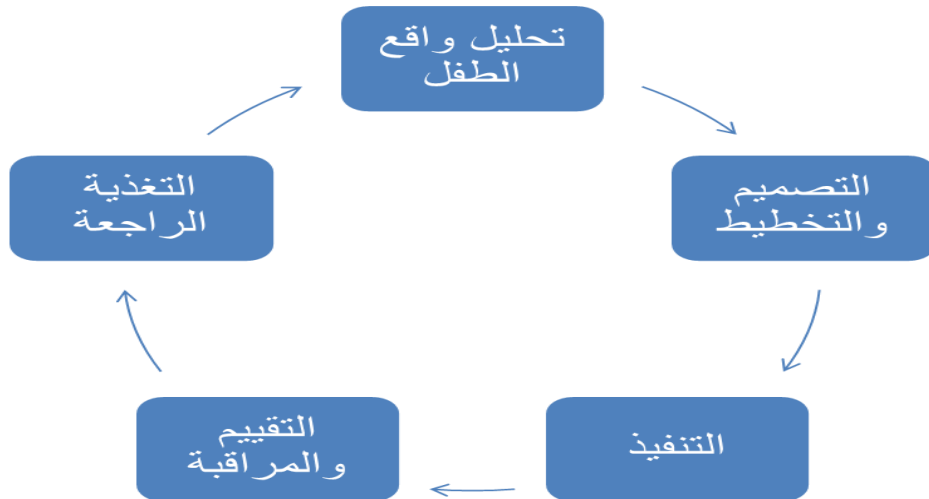 تحليل واقع
الطفل
التصميم
والتخطيط
التنفيذ
التقييم
والمراقبة
التغذية
الراجعة